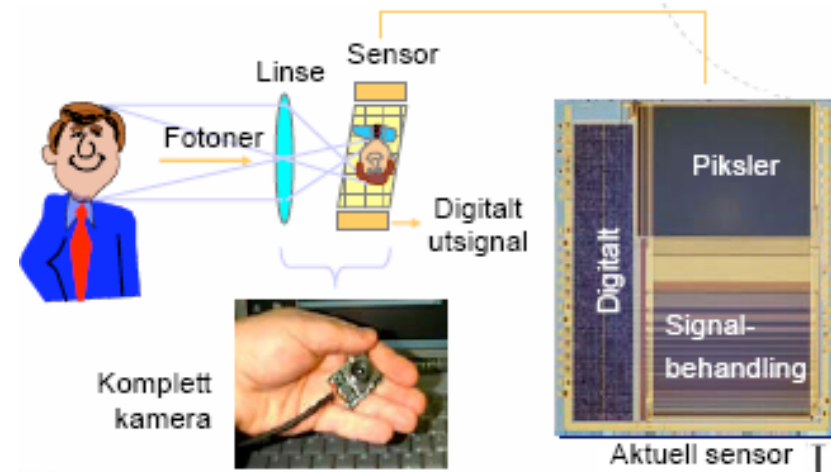 Sensor
Linse
Fotoner
Digitalt
utsignal
Komplett
kamera
Piksler
Digitalt
Signal-
behandling
Aktuell sensor